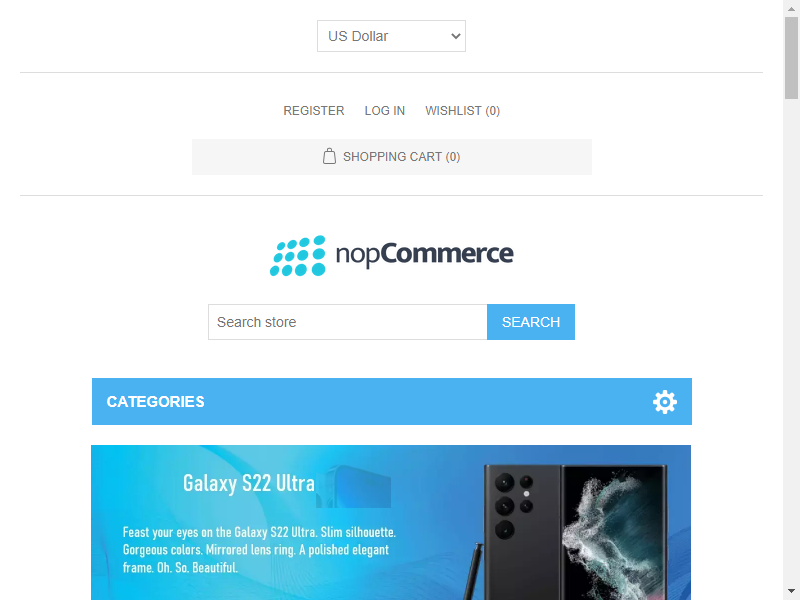 US Dollar
REGISTER LOG IN WISHLIST (0)
SHOPPING CART (0)
nopCommerce
Search store SEARCH
CATEGORIES
Galaxy S22 Ultra
Feast your eyes on the Galaxy S22 Ultra. Slim silhouette.
Gorgeous colors. Mirrored lens ring. A polished elegant
frame. Oh. So. Beautiful.